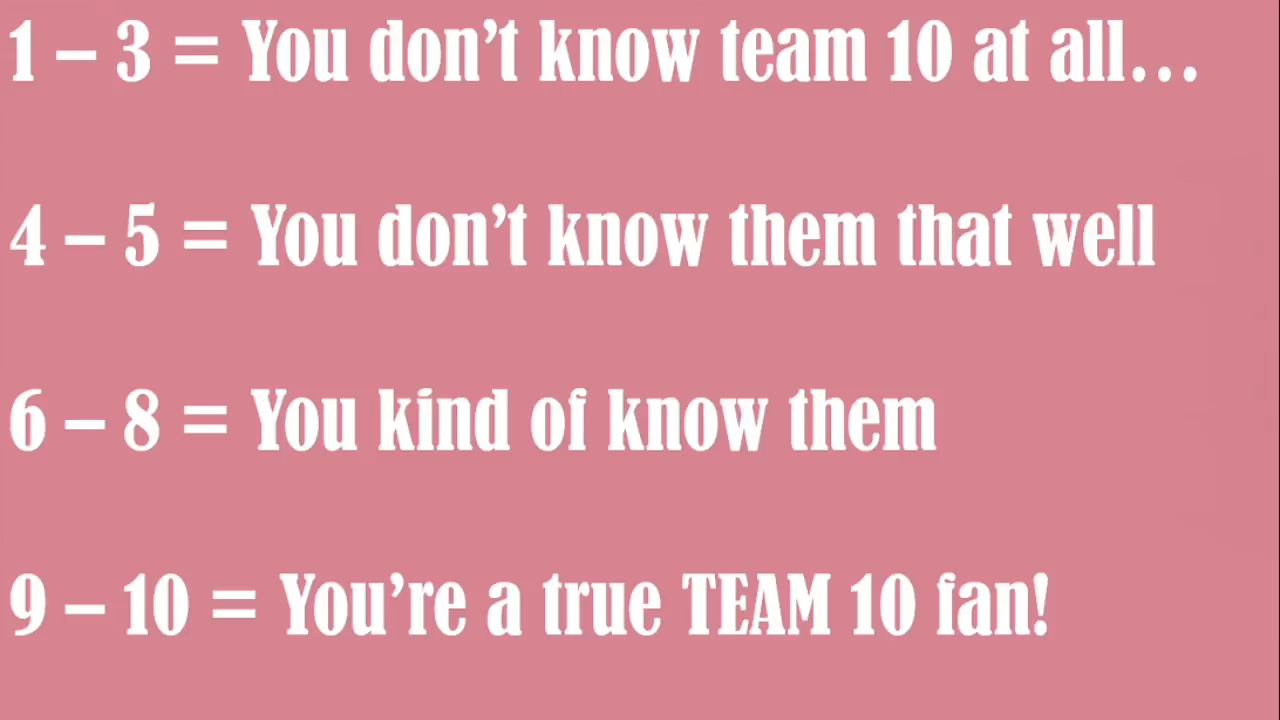 1 – 3 = You don’t know team 10 at all…
4 – 5 = You don’t know them that well
6 – 8 = You kind of know them
9 – 10 = You’re a true TEAM 10 fan!